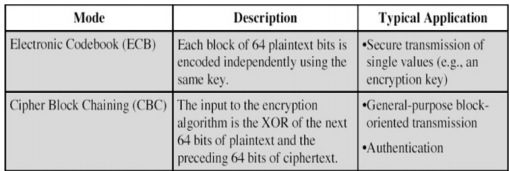 Mode
Description
Typical Application
Electronic Codebook (ECB)
Each block of 64 plaintext bits is
encoded independently using the
same key.
•Secure transmission of
single values (e.g., an
encryption key)
Cipher Block Chaining (CBC)
The input to the encryption
algorithm is the XOR of the next
64 bits of plaintext and the
preceding 64 bits of ciphertext.
•General-purpose block-
oriented transmission
•Authentication